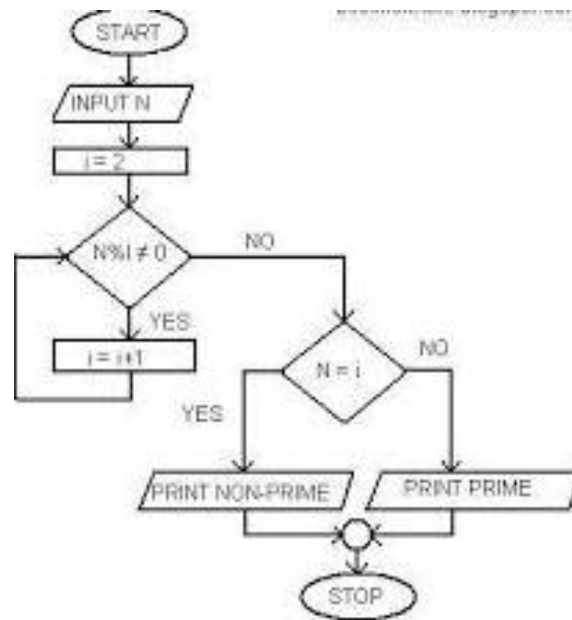 START
INPUT N
i = 2
N%I ≠ 0
NO
YES
i = i+1
N = i
NO
YES
PRINT NON-PRIME
PRINT PRIME
STOP